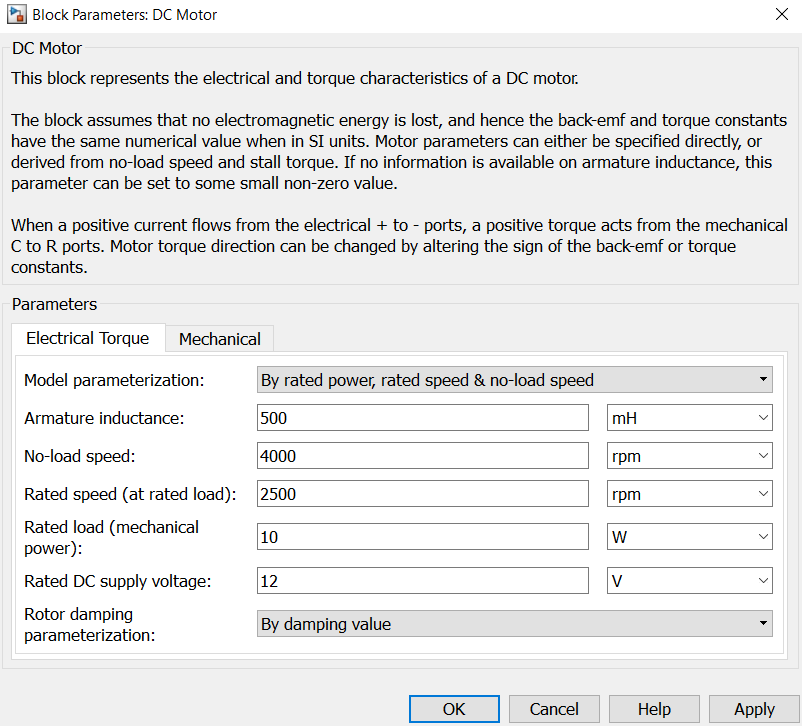 Block Parameters: DC Motor
DC Motor
This block represents the electrical and torque characteristics of a DC motor.
The block assumes that no electromagnetic energy is lost, and hence the back-emf and torque constants
have the same numerical value when in SI units. Motor parameters can either be specified directly, or
derived from no-load speed and stall torque. If no information is available on armature inductance, this
parameter can be set to some small non-zero value.
When a positive current flows from the electrical + to - ports, a positive torque acts from the mechanical
C to R ports. Motor torque direction can be changed by altering the sign of the back-emf or torque
constants.
Parameters
Electrical Torque Mechanical
Model parameterization: By rated power, rated speed & no-load speed
Armature inductance: 500 mH
No-load speed: 4000 rpm
Rated speed (at rated load): 2500 rpm
Rated load (mechanical
power): 10 W
Rated DC supply voltage: 12 V
Rotor damping
parameterization: By damping value
OK Cancel Help Apply